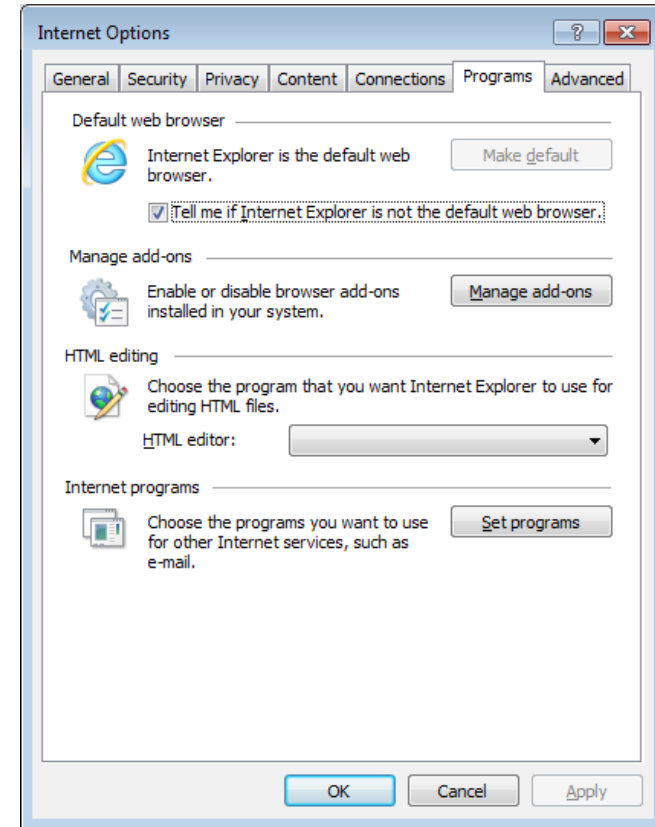 Internet Options
General Security Privacy Content Connections Programs Advanced
Default web browser
Internet Explorer is the default web
browser.
Make default
Tell me if Internet Explorer is not the default web browser.
Manage add-ons
Enable or disable browser add-ons
installed in your system.
Manage add-ons
HTML editing
Choose the program that you want Internet Explorer to use for
editing HTML files.
HTML editor:
Internet programs
Choose the programs you want to use
for other Internet services, such as
e-mail.
Set programs
OK Cancel Apply